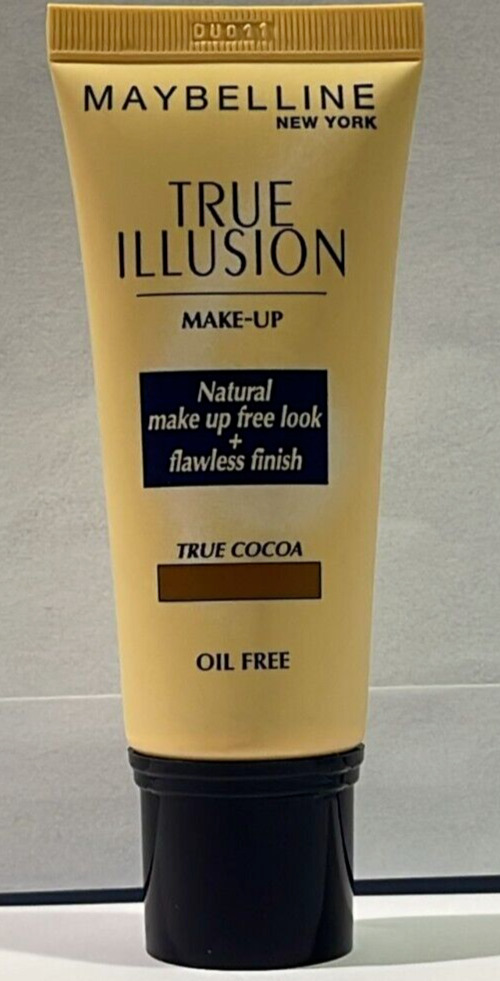 MAYBELLINE
NEW YORK
TRUE
ILLUSION
MAKE-UP
Natural
make up free look
+
flawless finish
TRUE COCOA
OIL FREE